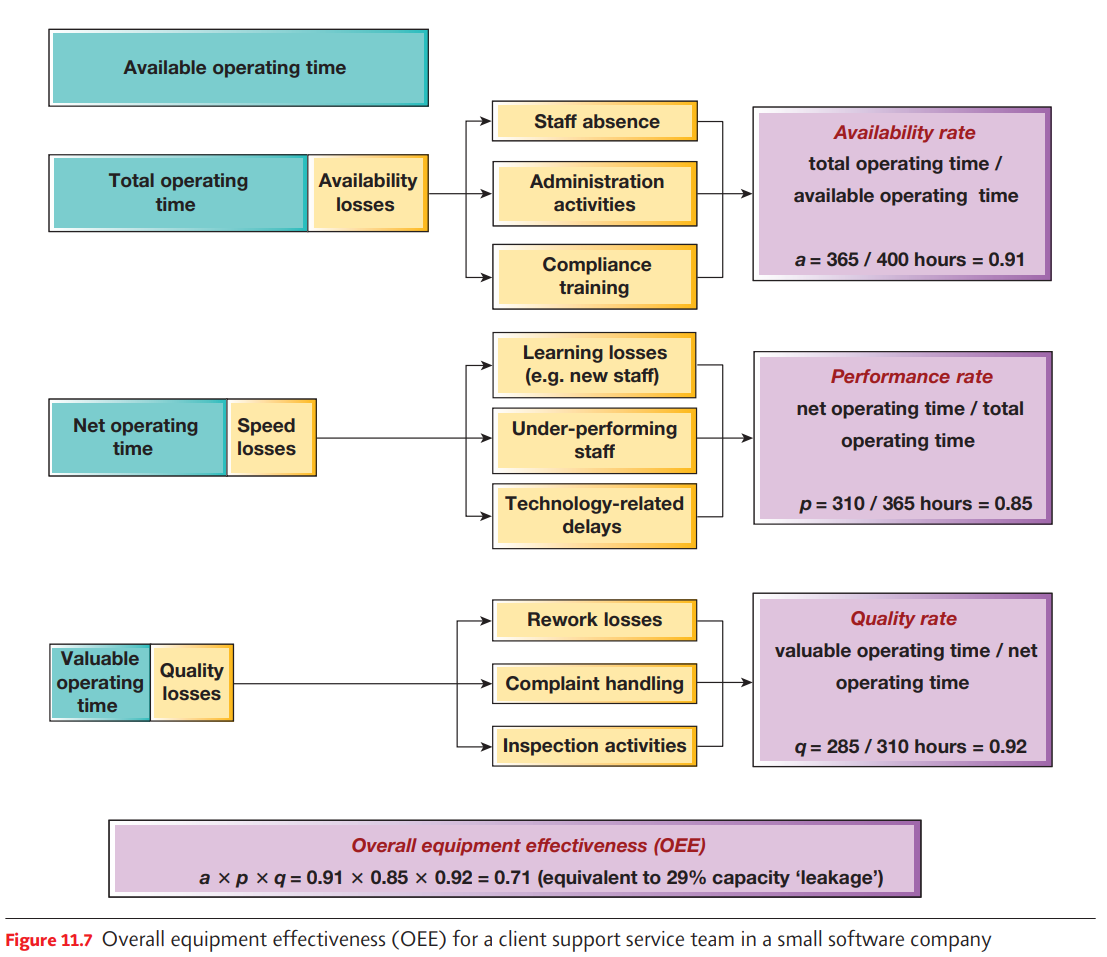 Available operating time
Total operating
time
Availability
losses
Staff absence
Administration
activities
Compliance
training
Availability rate
total operating time /
available operating time
a = 365 / 400 hours = 0.91
Net operating
time
Speed
losses
Learning losses
(e.g. new staff)
Under-performing
staff
Technology-related
delays
Performance rate
net operating time / total
operating time
p = 310 / 365 hours = 0.85
Valuable
operating
time
Quality
losses
Rework losses
Complaint handling
Inspection activities
Quality rate
valuable operating time / net
operating time
q = 285 / 310 hours = 0.92
Overall equipment effectiveness (OEE)
a × p × q = 0.91 × 0.85 × 0.92 = 0.71 (equivalent to 29% capacity ‘leakage’)
Figure 11.7 Overall equipment effectiveness (OEE) for a client support service team in a small software company